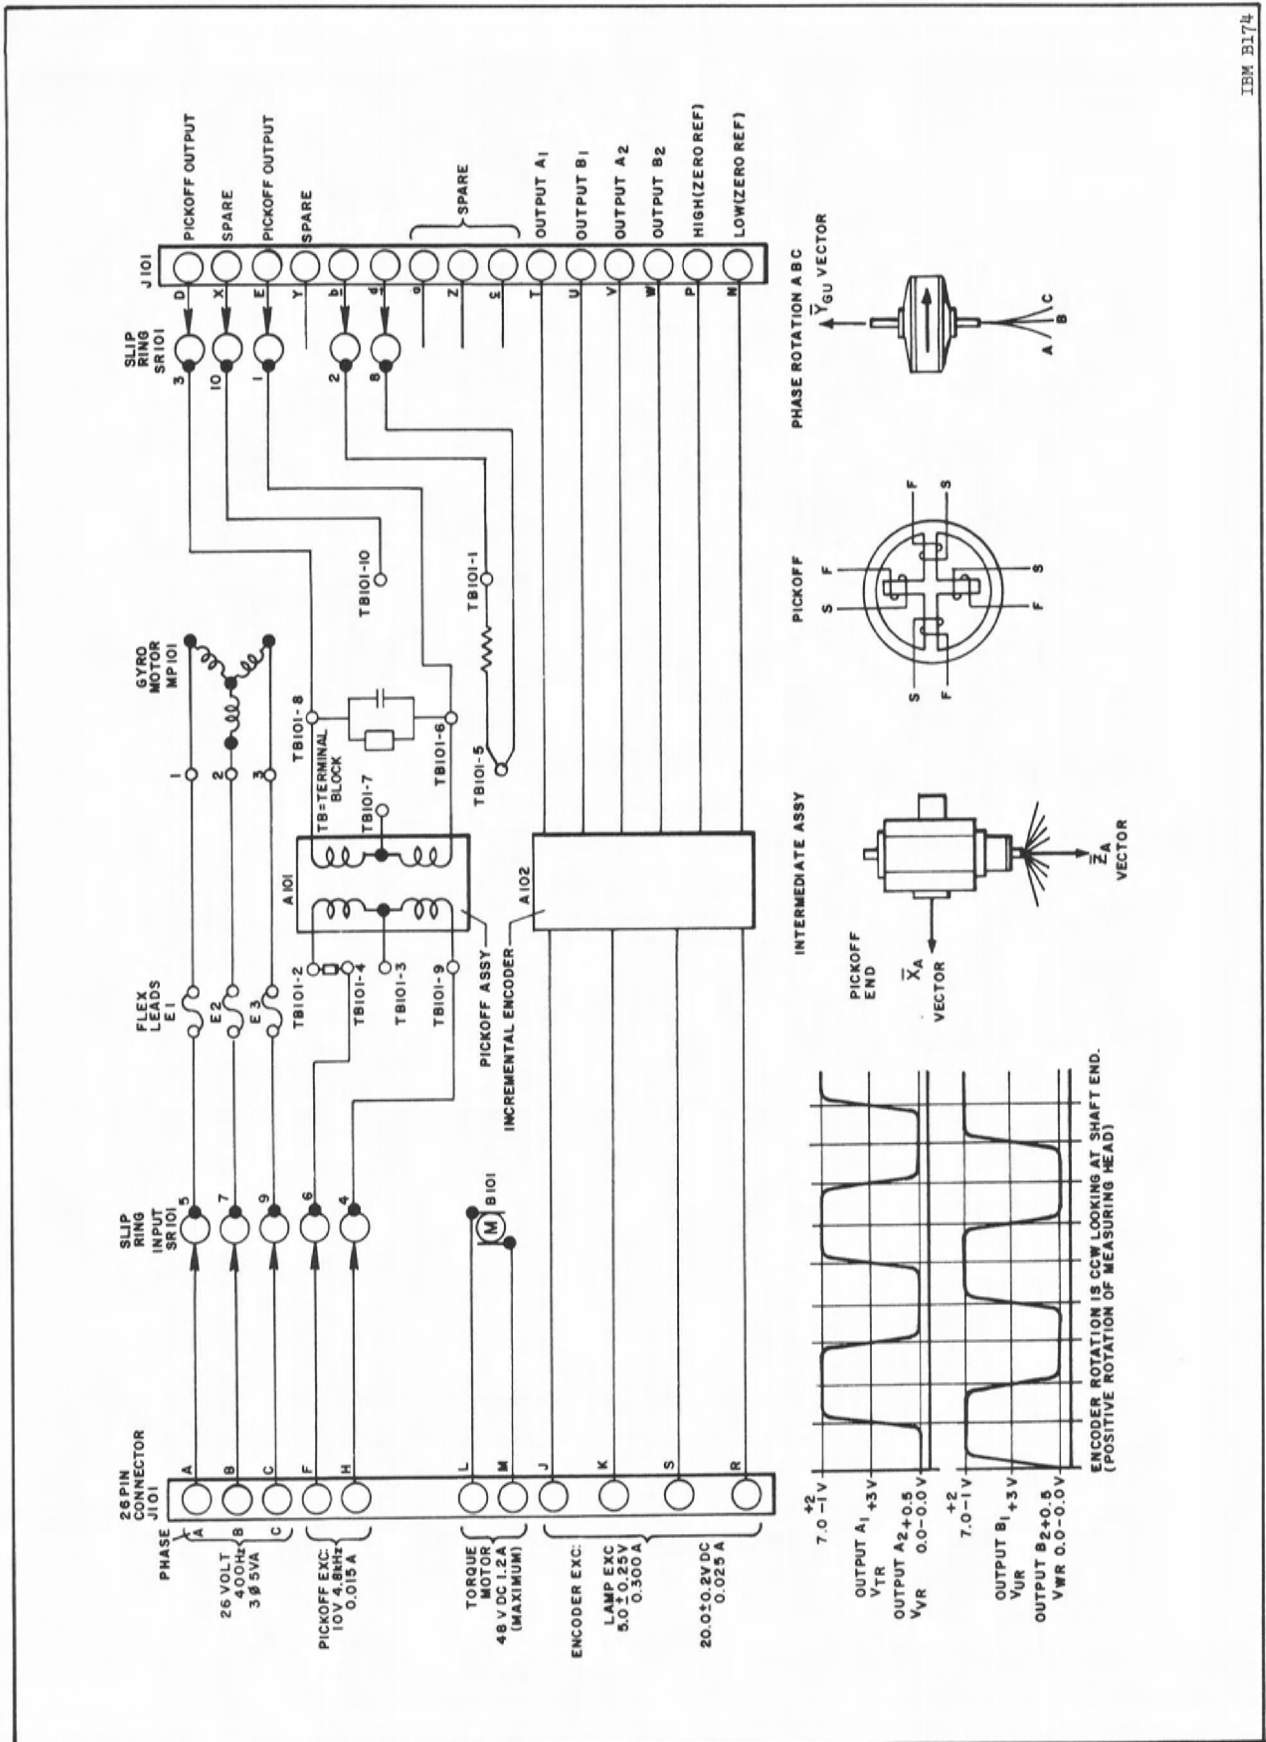 IBM B174
26 PIN
CONNECTOR
J101
PHASE
A
B
C
26 VOLT
400Hz
3 Ø 5VA
PICKOFF EXC:
10V 4.8kHz
0.015 A
TORQUE
MOTOR
48 VDC 1.2A
(MAXIMUM)
ENCODER EXC:
LAMP EXC
5.0±0.25V
0.300 A
20.0±0.2V DC
0.025 A
A
B
C
F
H
L
M
J
K
S
R
SLIP
RING
INPUT
SR101
5
7
9
6
4
M
B101
FLEX
LEADS
E1
E2
E3
TB101-2
TB101-4
TB101-3
TB101-9
PICKOFF ASSY
INCREMENTAL ENCODER
A101
A102
GYRO
MOTOR
MP101
1
2
3
TB101-8
TB=TERMINAL
BLOCK
TB101-7
TB101-6
TB101-5
TB101-10
TB101-1
SLIP
RING
SR101
3
10
1
2
8
J101
D
X
E
Y
b
d
a
Z
c
T
U
V
W
P
N
PICKOFF OUTPUT
SPARE
PICKOFF OUTPUT
SPARE
SPARE
OUTPUT A1
OUTPUT B1
OUTPUT A2
OUTPUT B2
HIGH(ZERO REF)
LOW(ZERO REF)
+2
7.0-1V
OUTPUT A1 +3V
VTR
OUTPUT A2+0.5
VVR 0.0-0.0V
+2
7.0-1V
OUTPUT B1 +3V
VUR
OUTPUT B2+0.5
VWR 0.0-0.0V
ENCODER ROTATION IS CCW LOOKING AT SHAFT END.
(POSITIVE ROTATION OF MEASURING HEAD)
INTERMEDIATE ASSY
PICKOFF
END
X̅A
VECTOR
Z̅A
VECTOR
PICKOFF
S
F
F
S
S
F
F
S
PHASE ROTATION ABC
Y̅GU VECTOR
A
B
C